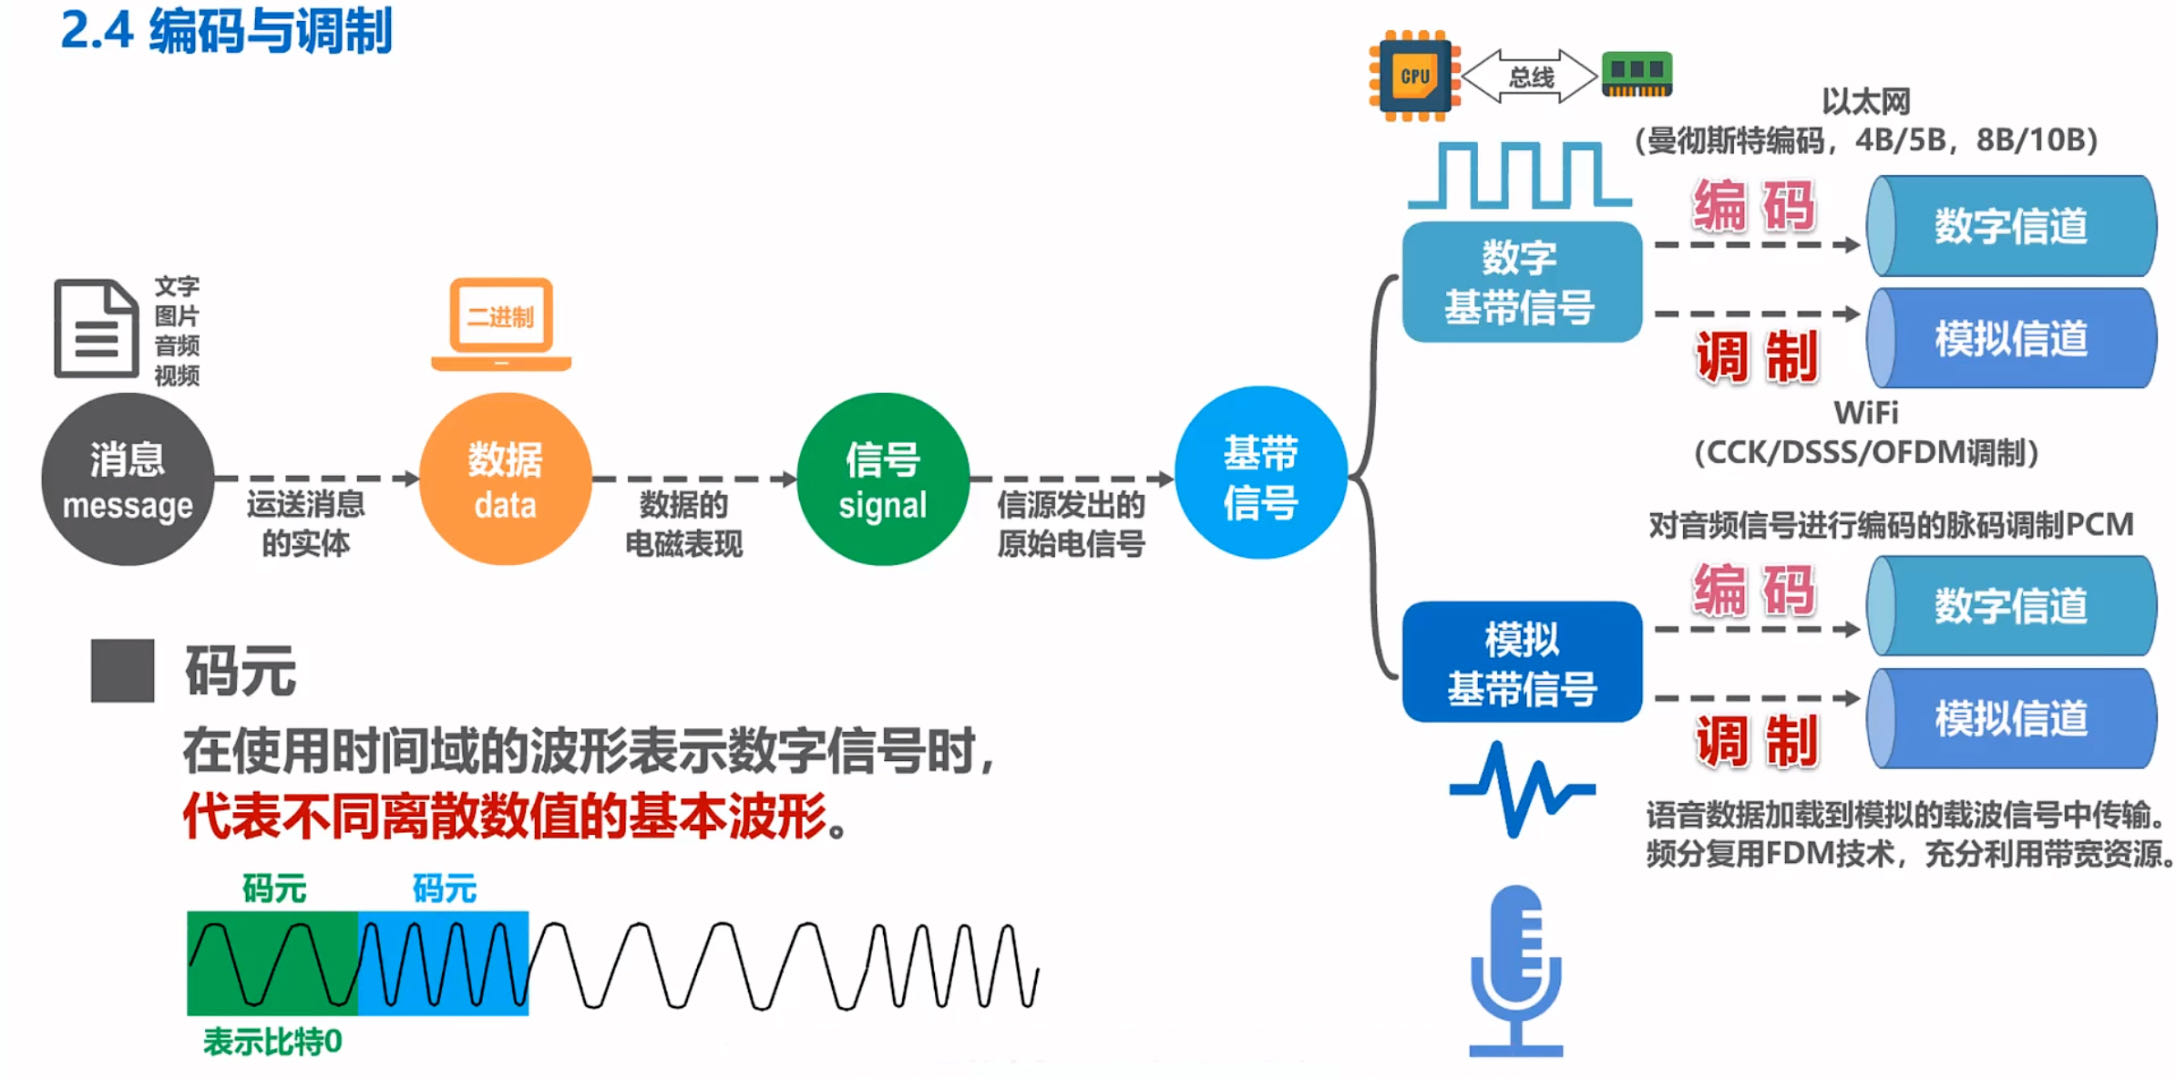 2.4 编码与调制
CPU
总线
以太网
(曼彻斯特编码，4B/5B，8B/10B)
编 码
数字信道
数字
基带信号
调 制
模拟信道
WiFi
(CCK/DSSS/OFDM调制)
文字
图片
音频
视频
二进制
消息
message
运送消息
的实体
数据
data
数据的
电磁表现
信号
signal
信源发出的
原始电信号
基带
信号
对音频信号进行编码的脉码调制PCM
编 码
数字信道
模拟
基带信号
调 制
模拟信道
语音数据加载到模拟的载波信号中传输。
频分复用FDM技术，充分利用带宽资源。
码元
在使用时间域的波形表示数字信号时，
代表不同离散数值的基本波形。
码元
码元
表示比特0